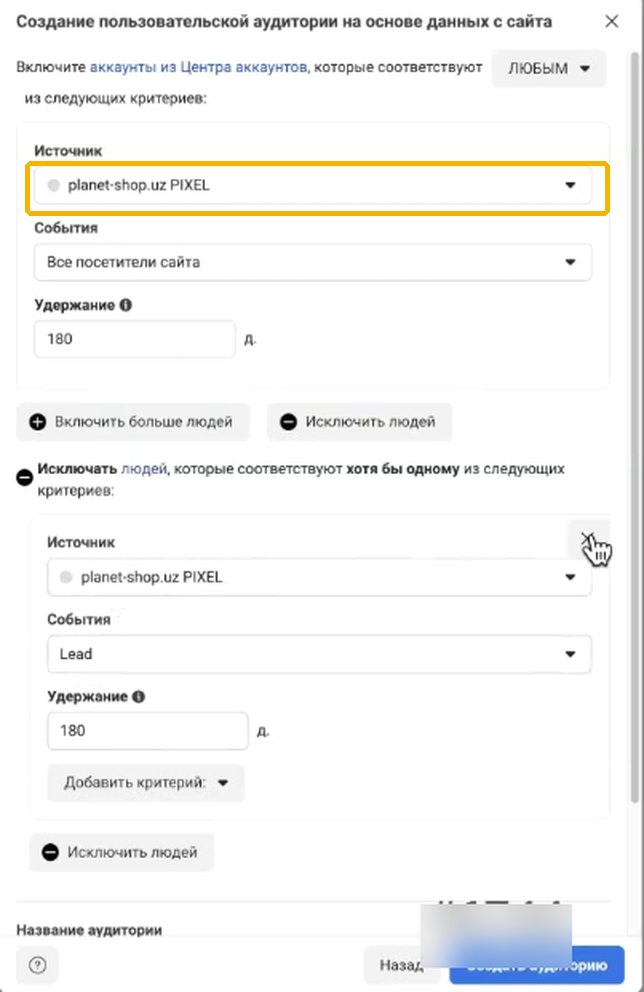 Создание пользовательской аудитории на основе данных с сайта
Включите аккаунты из Центра аккаунтов, которые соответствуют ЛЮБЫМ
из следующих критериев:
Источник
planet-shop.uz PIXEL
События
Все посетители сайта
Удержание
180 д.
Включить больше людей Исключить людей
Исключать людей, которые соответствуют хотя бы одному из следующих
критериев:
Источник
planet-shop.uz PIXEL
События
Lead
Удержание
180 д.
Добавить критерий:
Исключить людей
Название аудитории
Назад Создать аудиторию